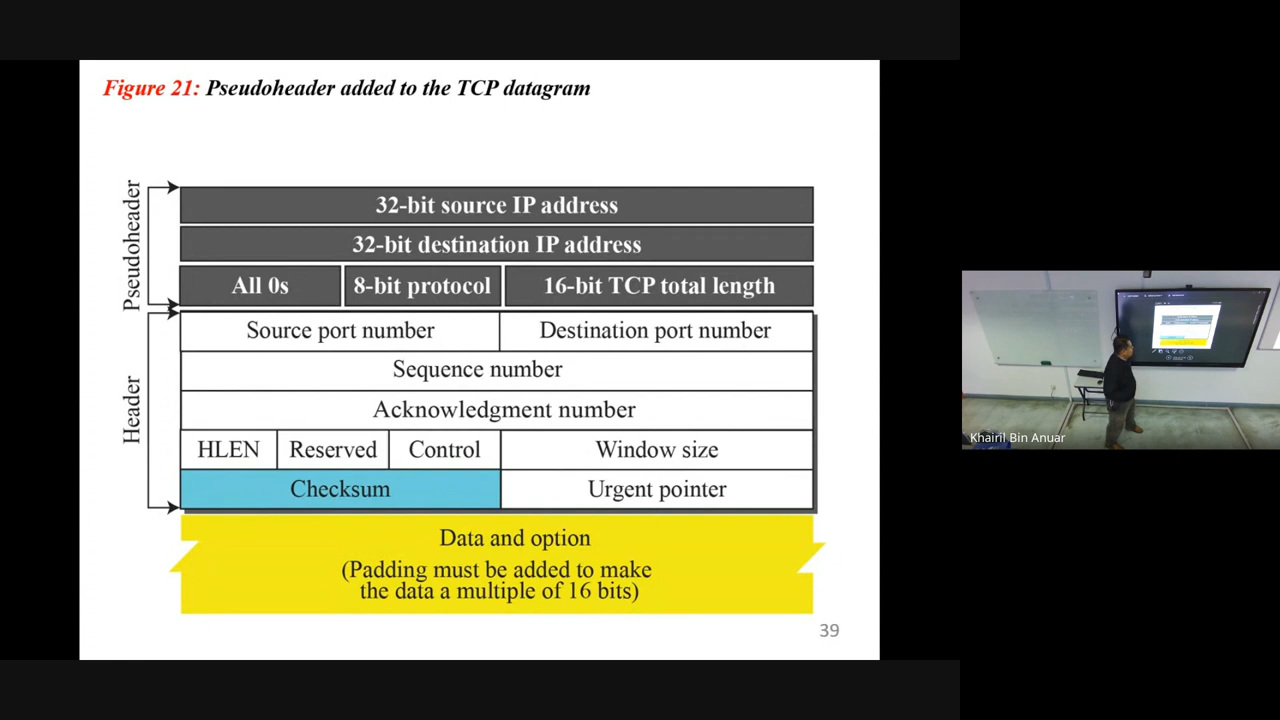 Figure 21: Pseudoheader added to the TCP datagram
Pseudoheader
32-bit source IP address
32-bit destination IP address
All 0s 8-bit protocol 16-bit TCP total length
Header
Source port number Destination port number
Sequence number
Acknowledgment number
HLEN Reserved Control Window size
Checksum Urgent pointer
Data and option
(Padding must be added to make
the data a multiple of 16 bits)
39
Khairil Bin Anuar